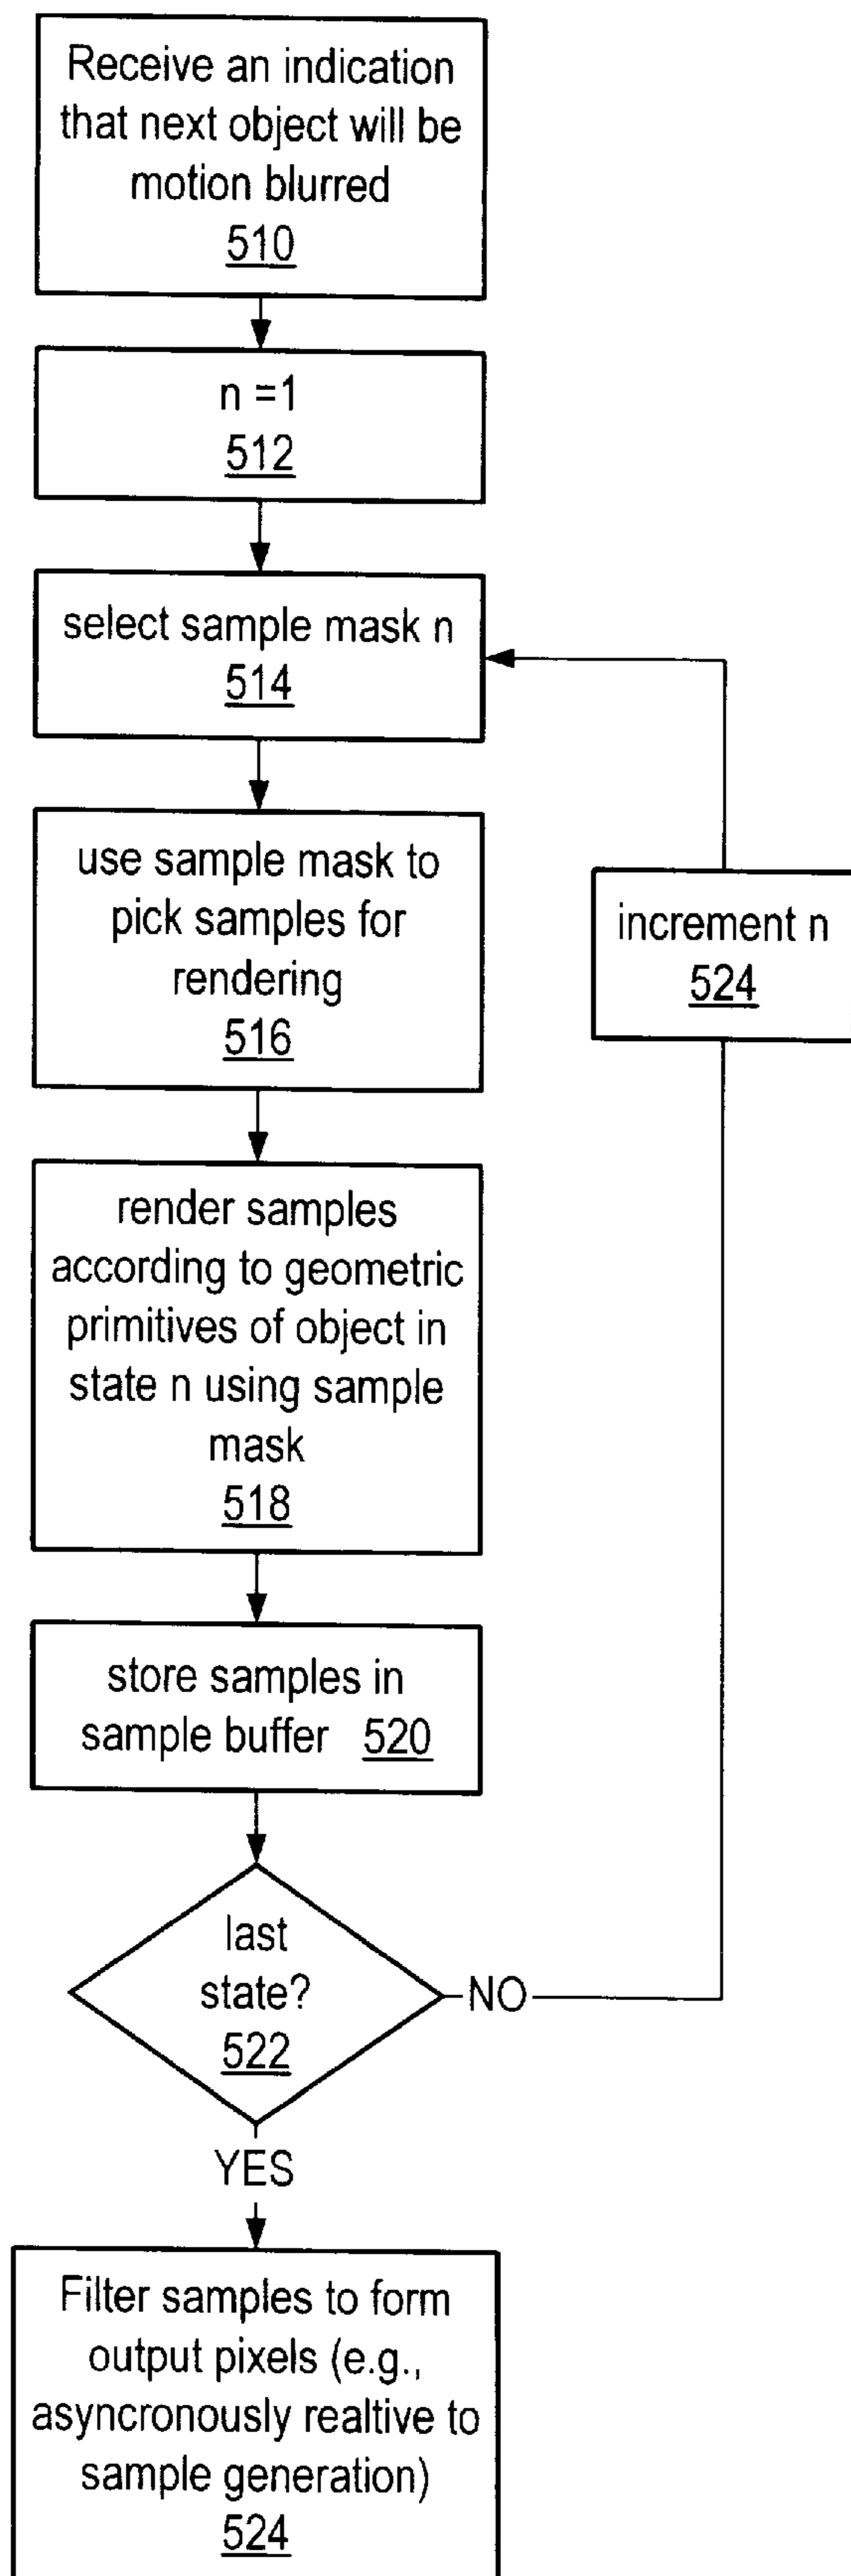 Receive an indication
that next object will be
motion blurred
510
n =1
512
select sample mask n
514
use sample mask to
pick samples for
rendering
516
increment n
524
render samples
according to geometric
primitives of object in
state n using sample
mask
518
store samples in
sample buffer 520
last
state?
522
NO
YES
Filter samples to form
output pixels (e.g.,
asyncronously realtive to
sample generation)
524